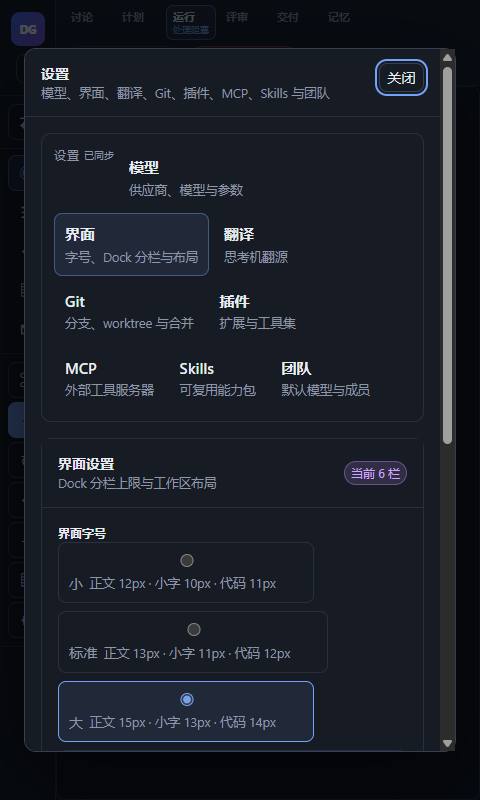 DG
讨论
计划
运行
评审
交付
记忆
处理阻塞
设置
关闭
模型、界面、翻译、Git、插件、MCP、Skills 与团队
设置 已同步
模型
供应商、模型与参数
界面
字号、Dock 分栏与布局
翻译
思考机翻源
Git
分支、worktree 与合并
插件
扩展与工具集
MCP
外部工具服务器
Skills
可复用能力包
团队
默认模型与成员
界面设置
Dock 分栏上限与工作区布局
当前 6 栏
界面字号
小 正文 12px · 小字 10px · 代码 11px
标准 正文 13px · 小字 11px · 代码 12px
大 正文 15px · 小字 13px · 代码 14px